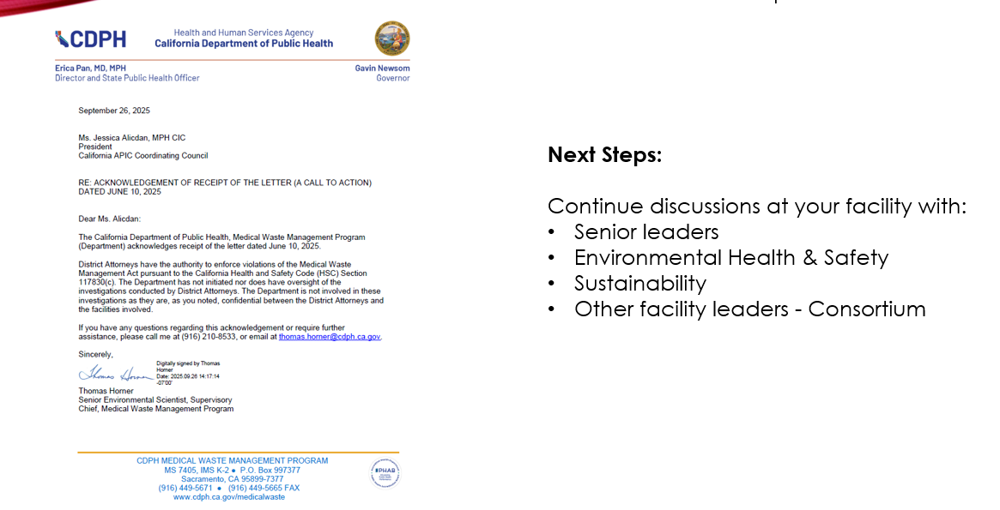 CDPH
Health and Human Services Agency
California Department of Public Health
Erica Pan, MD, MPH
Director and State Public Health Officer
Gavin Newsom
Governor
September 26, 2025
Ms. Jessica Alicdan, MPH CIC
President
California APIC Coordinating Council
RE: ACKNOWLEDGEMENT OF RECEIPT OF THE LETTER (A CALL TO ACTION)
DATED JUNE 10, 2025
Dear Ms. Alicdan:
The California Department of Public Health, Medical Waste Management Program
(Department) acknowledges receipt of the letter dated June 10, 2025.
District Attorneys have the authority to enforce violations of the Medical Waste
Management Act pursuant to the California Health and Safety Code (HSC) Section
117830(c). The Department has not initiated nor does have oversight of the
investigations conducted by District Attorneys. The Department is not involved in these
investigations as they are, as you noted, confidential between the District Attorneys and
the facilities involved.
If you have any questions regarding this acknowledgement or require further
assistance, please call me at (916) 210-8533, or email at thomas.horner@cdph.ca.gov.
Sincerely,
Thomas Horner
Digitally signed by Thomas
Horner
Date: 2025.09.26 14:17:14
-07'00'
Thomas Horner
Senior Environmental Scientist, Supervisory
Chief, Medical Waste Management Program
CDPH MEDICAL WASTE MANAGEMENT PROGRAM
MS 7405, IMS K-2 ● P.O. Box 997377
Sacramento, CA 95899-7377
(916) 449-5671 ● (916) 449-5665 FAX
www.cdph.ca.gov/medicalwaste
PHAB
Next Steps:
Continue discussions at your facility with:
• Senior leaders
• Environmental Health & Safety
• Sustainability
• Other facility leaders - Consortium